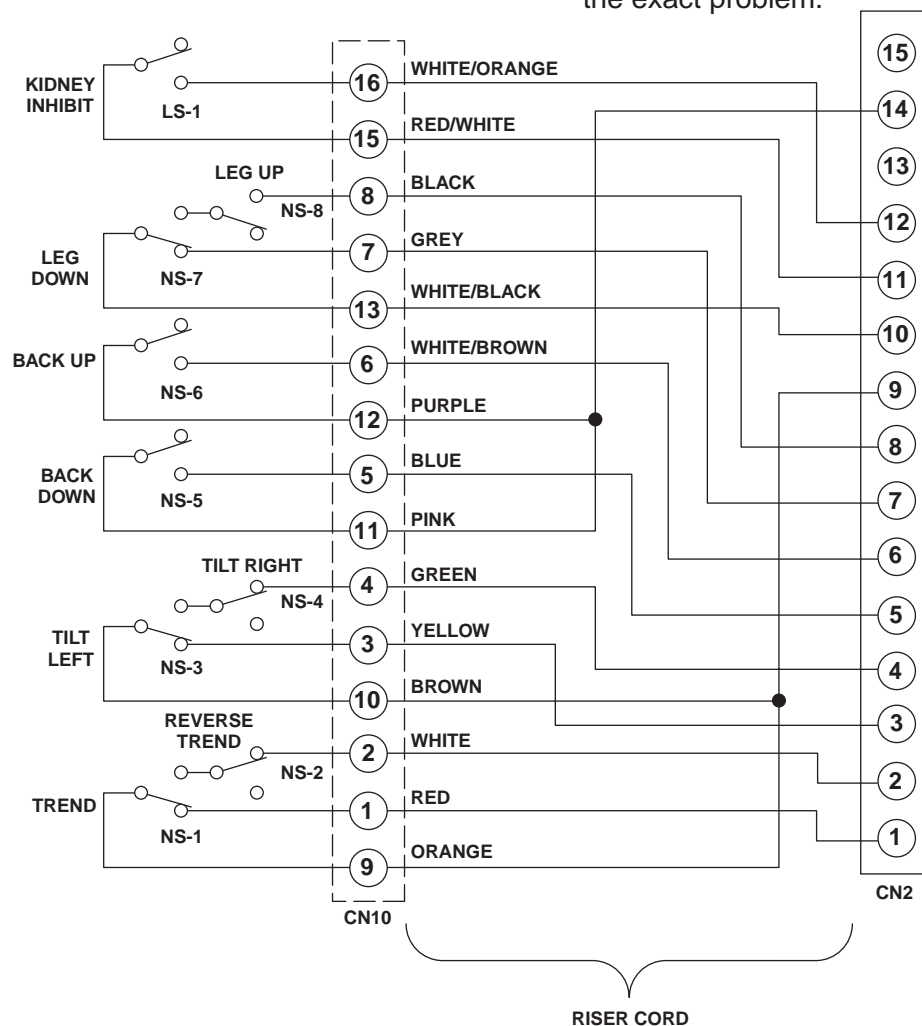 the exact problem.
KIDNEY
INHIBIT
LS-1
16
WHITE/ORANGE
15
RED/WHITE
LEG UP
NS-8
8
BLACK
LEG
DOWN
NS-7
7
GREY
13
WHITE/BLACK
BACK UP
NS-6
6
WHITE/BROWN
12
PURPLE
BACK
DOWN
NS-5
5
BLUE
11
PINK
TILT RIGHT
NS-4
4
GREEN
TILT
LEFT
NS-3
3
YELLOW
10
BROWN
REVERSE
TREND
NS-2
2
WHITE
TREND
NS-1
1
RED
9
ORANGE
CN10
15
14
13
12
11
10
9
8
7
6
5
4
3
2
1
CN2
RISER CORD